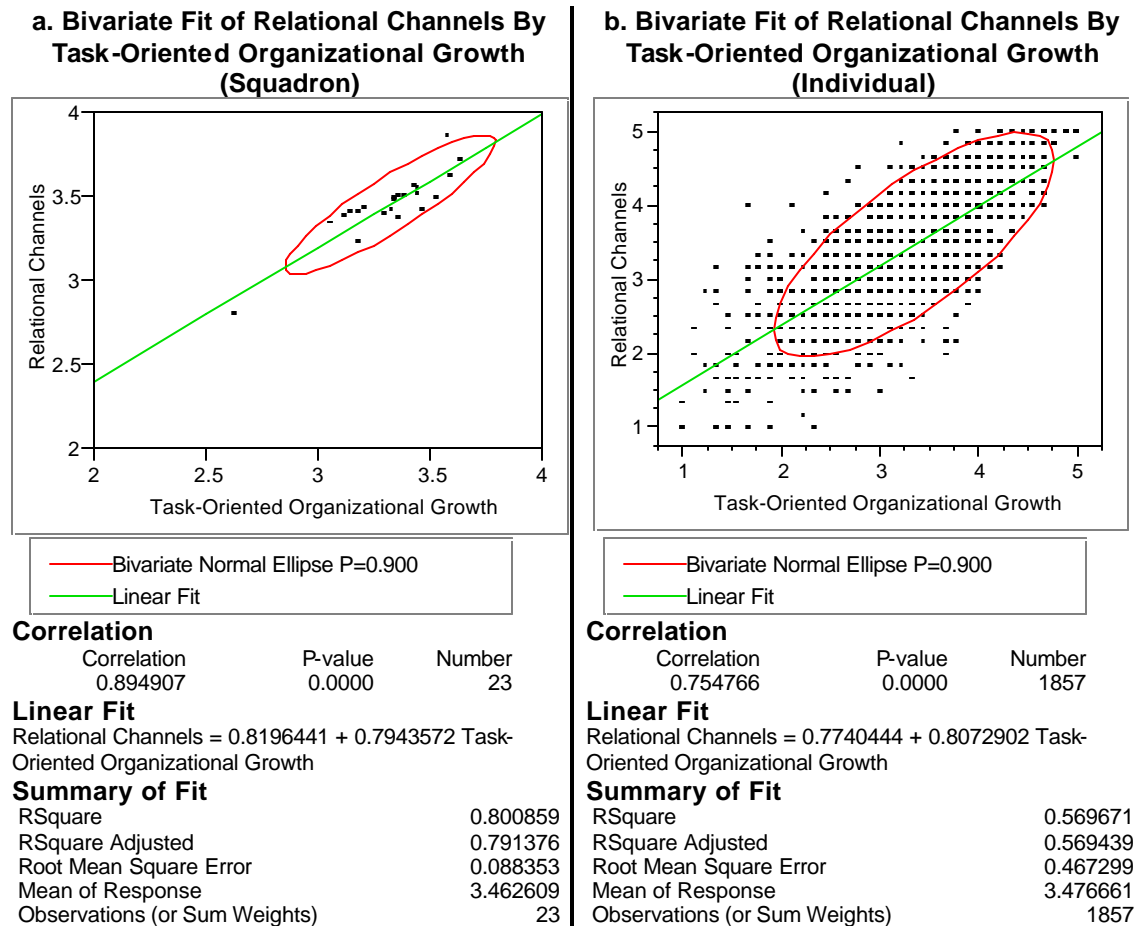 a. Bivariate Fit of Relational Channels By
Task-Oriented Organizational Growth
(Squadron)
4
3.5
3
2.5
2
Relational Channels
2
2.5
3
3.5
4
Task-Oriented Organizational Growth
Bivariate Normal Ellipse P=0.900
Linear Fit
Correlation
Correlation P-value Number
0.894907 0.0000 23
Linear Fit
Relational Channels = 0.8196441 + 0.7943572 Task-
Oriented Organizational Growth
Summary of Fit
RSquare 0.800859
RSquare Adjusted 0.791376
Root Mean Square Error 0.088353
Mean of Response 3.462609
Observations (or Sum Weights) 23
b. Bivariate Fit of Relational Channels By
Task-Oriented Organizational Growth
(Individual)
5
4
3
2
1
Relational Channels
1
2
3
4
5
Task-Oriented Organizational Growth
Bivariate Normal Ellipse P=0.900
Linear Fit
Correlation
Correlation P-value Number
0.754766 0.0000 1857
Linear Fit
Relational Channels = 0.7740444 + 0.8072902 Task-
Oriented Organizational Growth
Summary of Fit
RSquare 0.569671
RSquare Adjusted 0.569439
Root Mean Square Error 0.467299
Mean of Response 3.476661
Observations (or Sum Weights) 1857